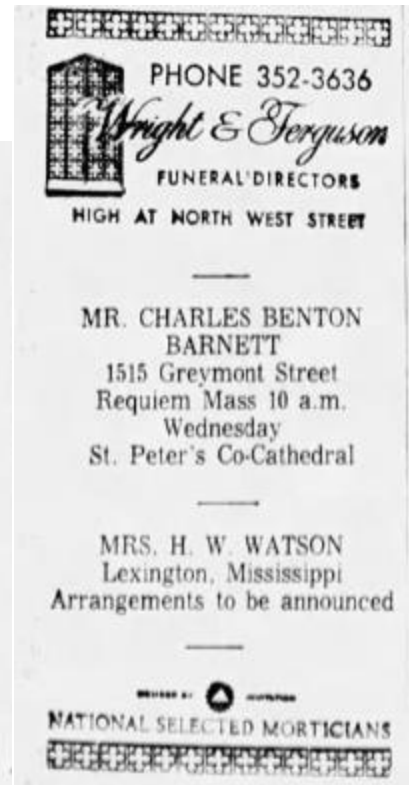 PHONE 352-3636
Wright & Ferguson
FUNERAL DIRECTORS
HIGH AT NORTH WEST STREET
MR. CHARLES BENTON
BARNETT
1515 Greymont Street
Requiem Mass 10 a.m.
Wednesday
St. Peter's Co-Cathedral
MRS. H. W. WATSON
Lexington, Mississippi
Arrangements to be announced
NATIONAL SELECTED MORTICIANS